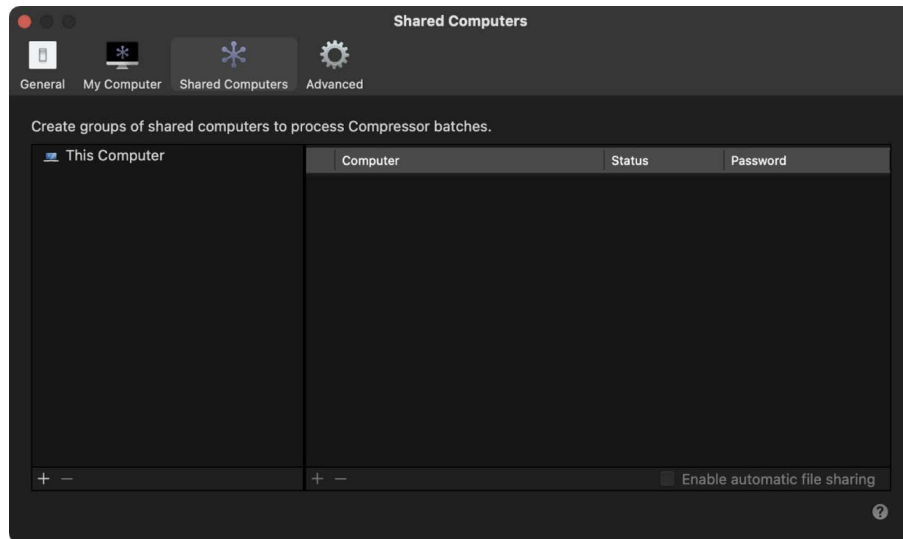 Shared Computers
General My Computer Shared Computers Advanced
Create groups of shared computers to process Compressor batches.
This Computer
Computer Status Password
+ − + − Enable automatic file sharing
?